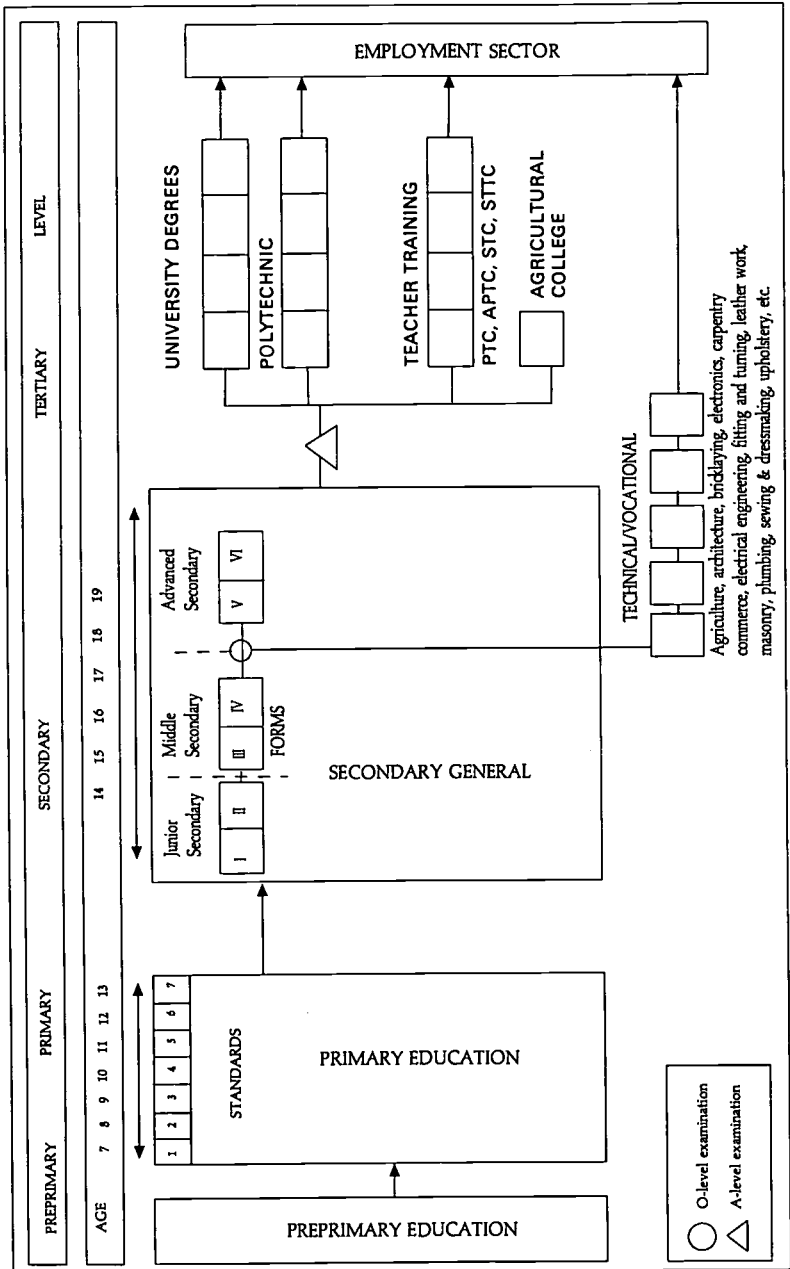 PREPRIMARY PRIMARY SECONDARY TERTIARY LEVEL
AGE 7 8 9 10 11 12 13 14 15 16 17 18 19
PREPRIMARY EDUCATION
1 2 3 4 5 6 7
STANDARDS
PRIMARY EDUCATION
Junior
Secondary
Middle
Secondary
Advanced
Secondary
I II III IV V VI
FORMS
SECONDARY GENERAL
UNIVERSITY DEGREES
POLYTECHNIC
TEACHER TRAINING
PTC, APTC, STC, STTC
AGRICULTURAL
COLLEGE
EMPLOYMENT SECTOR
TECHNICAL/VOCATIONAL
Agriculture, architecture, bricklaying, electronics, carpentry
commerce, electrical engineering, fitting and turning, leather work,
masonry, plumbing, sewing & dressmaking, upholstery, etc.
O-level examination
A-level examination